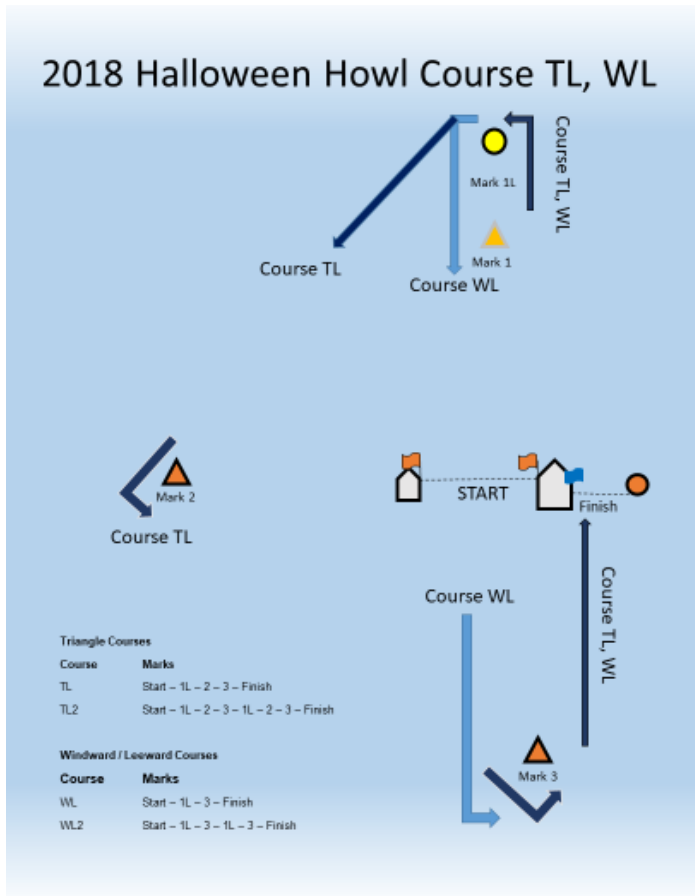 2018 Halloween Howl Course TL, WL
Course TL, WL
Mark 1L
Mark 1
Course TL
Course WL
Mark 2
Course TL
START
Finish
Course WL
Course TL, WL
Mark 3
Triangle Courses
Course Marks
TL Start – 1L – 2 – 3 – Finish
TL2 Start – 1L – 2 – 3 – 1L – 2 – 3 – Finish
Windward / Leeward Courses
Course Marks
WL Start – 1L – 3 – Finish
WL2 Start – 1L – 3 – 1L – 3 – Finish